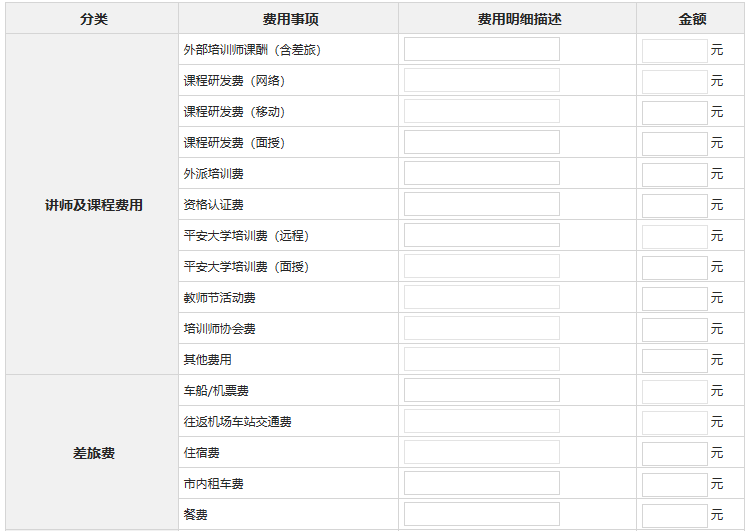 分类 费用事项 费用明细描述 金额
外部培训师课酬（含差旅） 元
课程研发费（网络） 元
课程研发费（移动） 元
课程研发费（面授） 元
外派培训费 元
讲师及课程费用 资格认证费 元
平安大学培训费（远程） 元
平安大学培训费（面授） 元
教师节活动费 元
培训师协会费 元
其他费用 元
车船/机票费 元
往返机场车站交通费 元
差旅费 住宿费 元
市内租车费 元
餐费 元